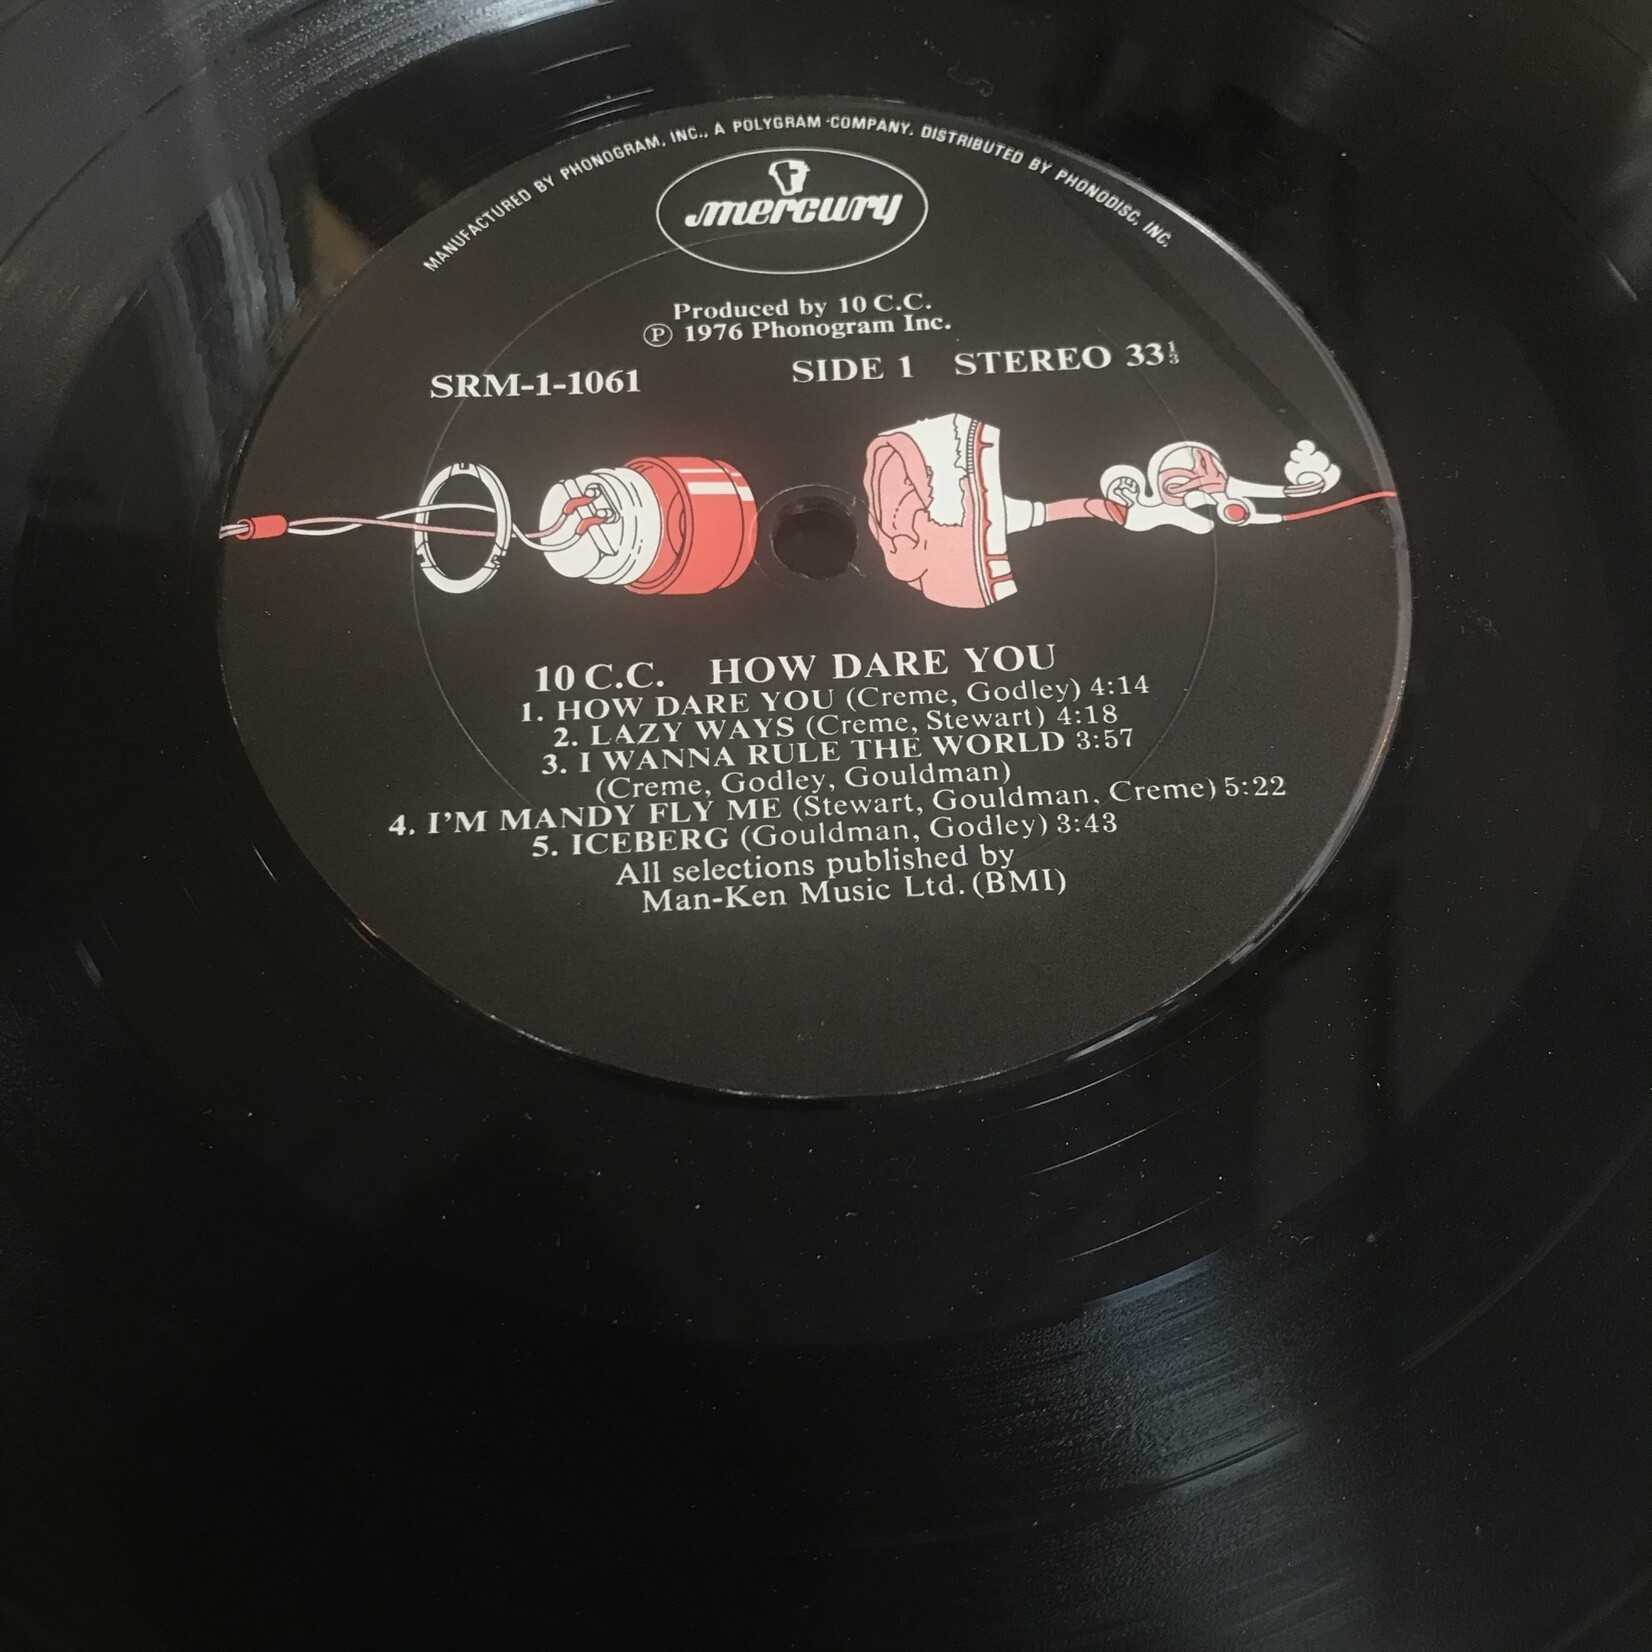 MANUFACTURED BY PHONOGRAM, INC., A POLYGRAM COMPANY. DISTRIBUTED BY PHONODISC, INC.
mercury
Produced by 10 C.C.
Ⓟ 1976 Phonogram Inc.
SRM-1-1061 SIDE 1 STEREO 33⅓
10 C.C. HOW DARE YOU
1. HOW DARE YOU (Creme, Godley) 4:14
2. LAZY WAYS (Creme, Stewart) 4:18
3. I WANNA RULE THE WORLD 3:57
(Creme, Godley, Gouldman)
4. I'M MANDY FLY ME (Stewart, Gouldman, Creme) 5:22
5. ICEBERG (Gouldman, Godley) 3:43
All selections published by
Man-Ken Music Ltd. (BMI)